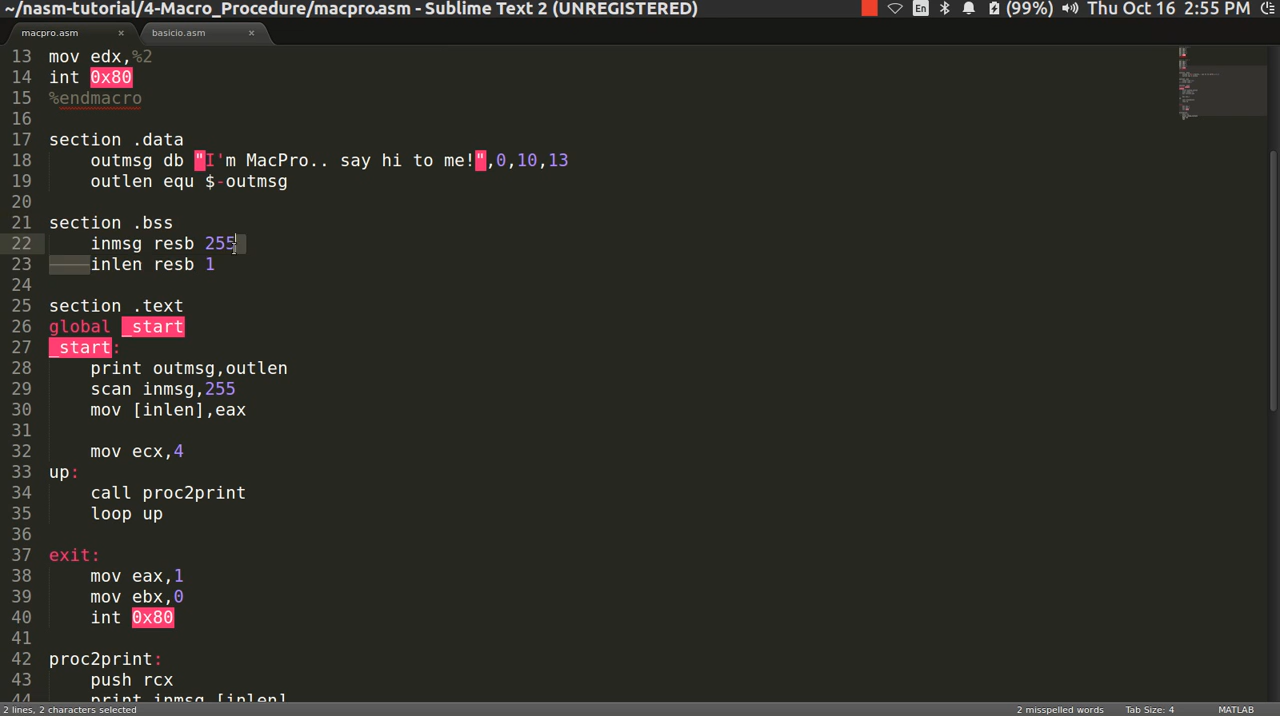 ~/nasm-tutorial/4-Macro_Procedure/macpro.asm - Sublime Text 2 (UNREGISTERED) En (99%) Thu Oct 16 2:55 PM
macpro.asm × basicio.asm ×
13 mov edx,%2
14 int 0x80
15 %endmacro
16
17 section .data
18 outmsg db "I'm MacPro.. say hi to me!",0,10,13
19 outlen equ $-outmsg
20
21 section .bss
22 inmsg resb 255
23 inlen resb 1
24
25 section .text
26 global _start
27 _start:
28 print outmsg,outlen
29 scan inmsg,255
30 mov [inlen],eax
31
32 mov ecx,4
33 up:
34 call proc2print
35 loop up
36
37 exit:
38 mov eax,1
39 mov ebx,0
40 int 0x80
41
42 proc2print:
43 push rcx
44 print inmsg,[inlen]
2 lines, 2 characters selected 2 misspelled words Tab Size: 4 MATLAB